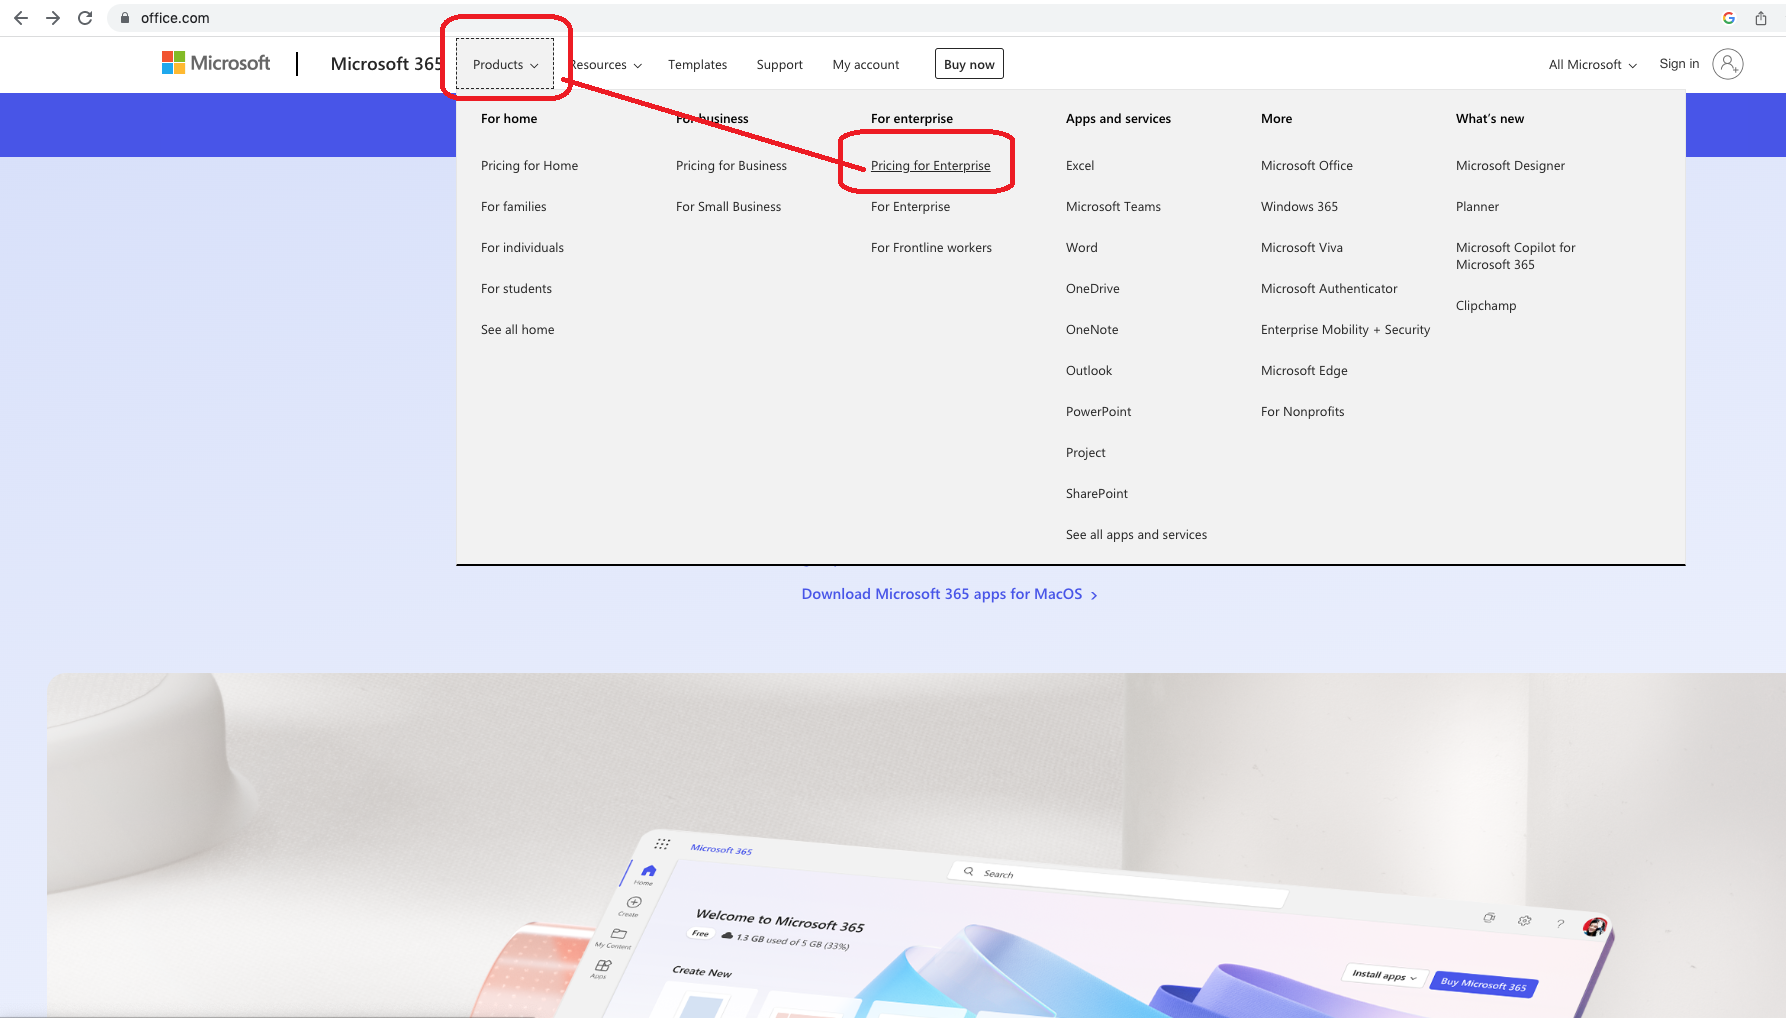 office.com
Microsoft
Microsoft 365
Products
Resources
Templates
Support
My account
Buy now
All Microsoft
Sign in
For home
Pricing for Home
For families
For individuals
For students
See all home
For business
Pricing for Business
For Small Business
For enterprise
Pricing for Enterprise
For Enterprise
For Frontline workers
Apps and services
Excel
Microsoft Teams
Word
OneDrive
OneNote
Outlook
PowerPoint
Project
SharePoint
See all apps and services
More
Microsoft Office
Windows 365
Microsoft Viva
Microsoft Authenticator
Enterprise Mobility + Security
Microsoft Edge
For Nonprofits
What's new
Microsoft Designer
Planner
Microsoft Copilot for
Microsoft 365
Clipchamp
Download Microsoft 365 apps for MacOS
Microsoft 365
Search
Home
Create
My Content
Apps
Welcome to Microsoft 365
Free
1.3 GB used of 5 GB (33%)
Install apps
Buy Microsoft 365
Create New